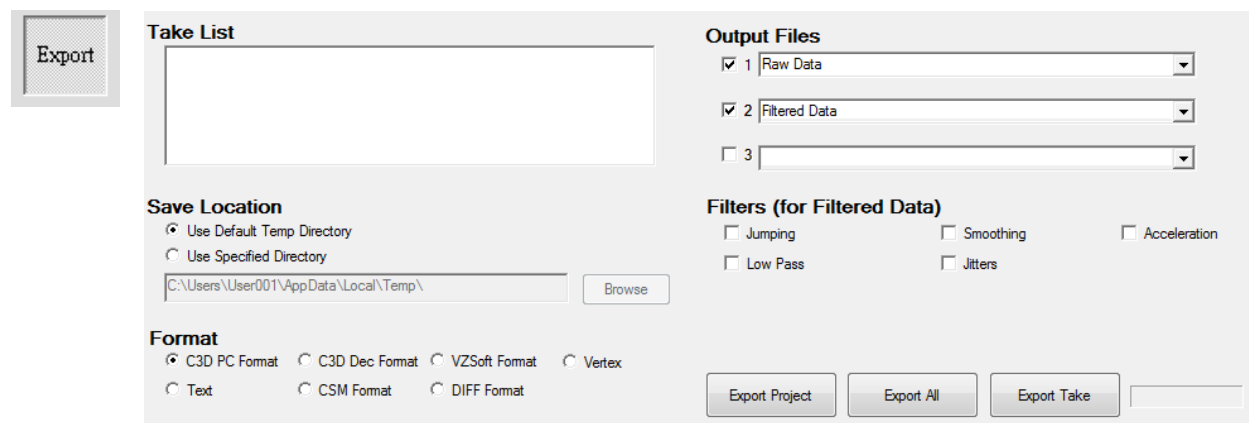 Export
Take List
Save Location
Use Default Temp Directory
Use Specified Directory
C:\Users\User001\AppData\Local\Temp\
Browse
Format
C3D PC Format C3D Dec Format VZSoft Format Vertex
Text CSM Format DIFF Format
Output Files
1 Raw Data
2 Filtered Data
3
Filters (for Filtered Data)
Jumping Smoothing Acceleration
Low Pass Jitters
Export Project Export All Export Take